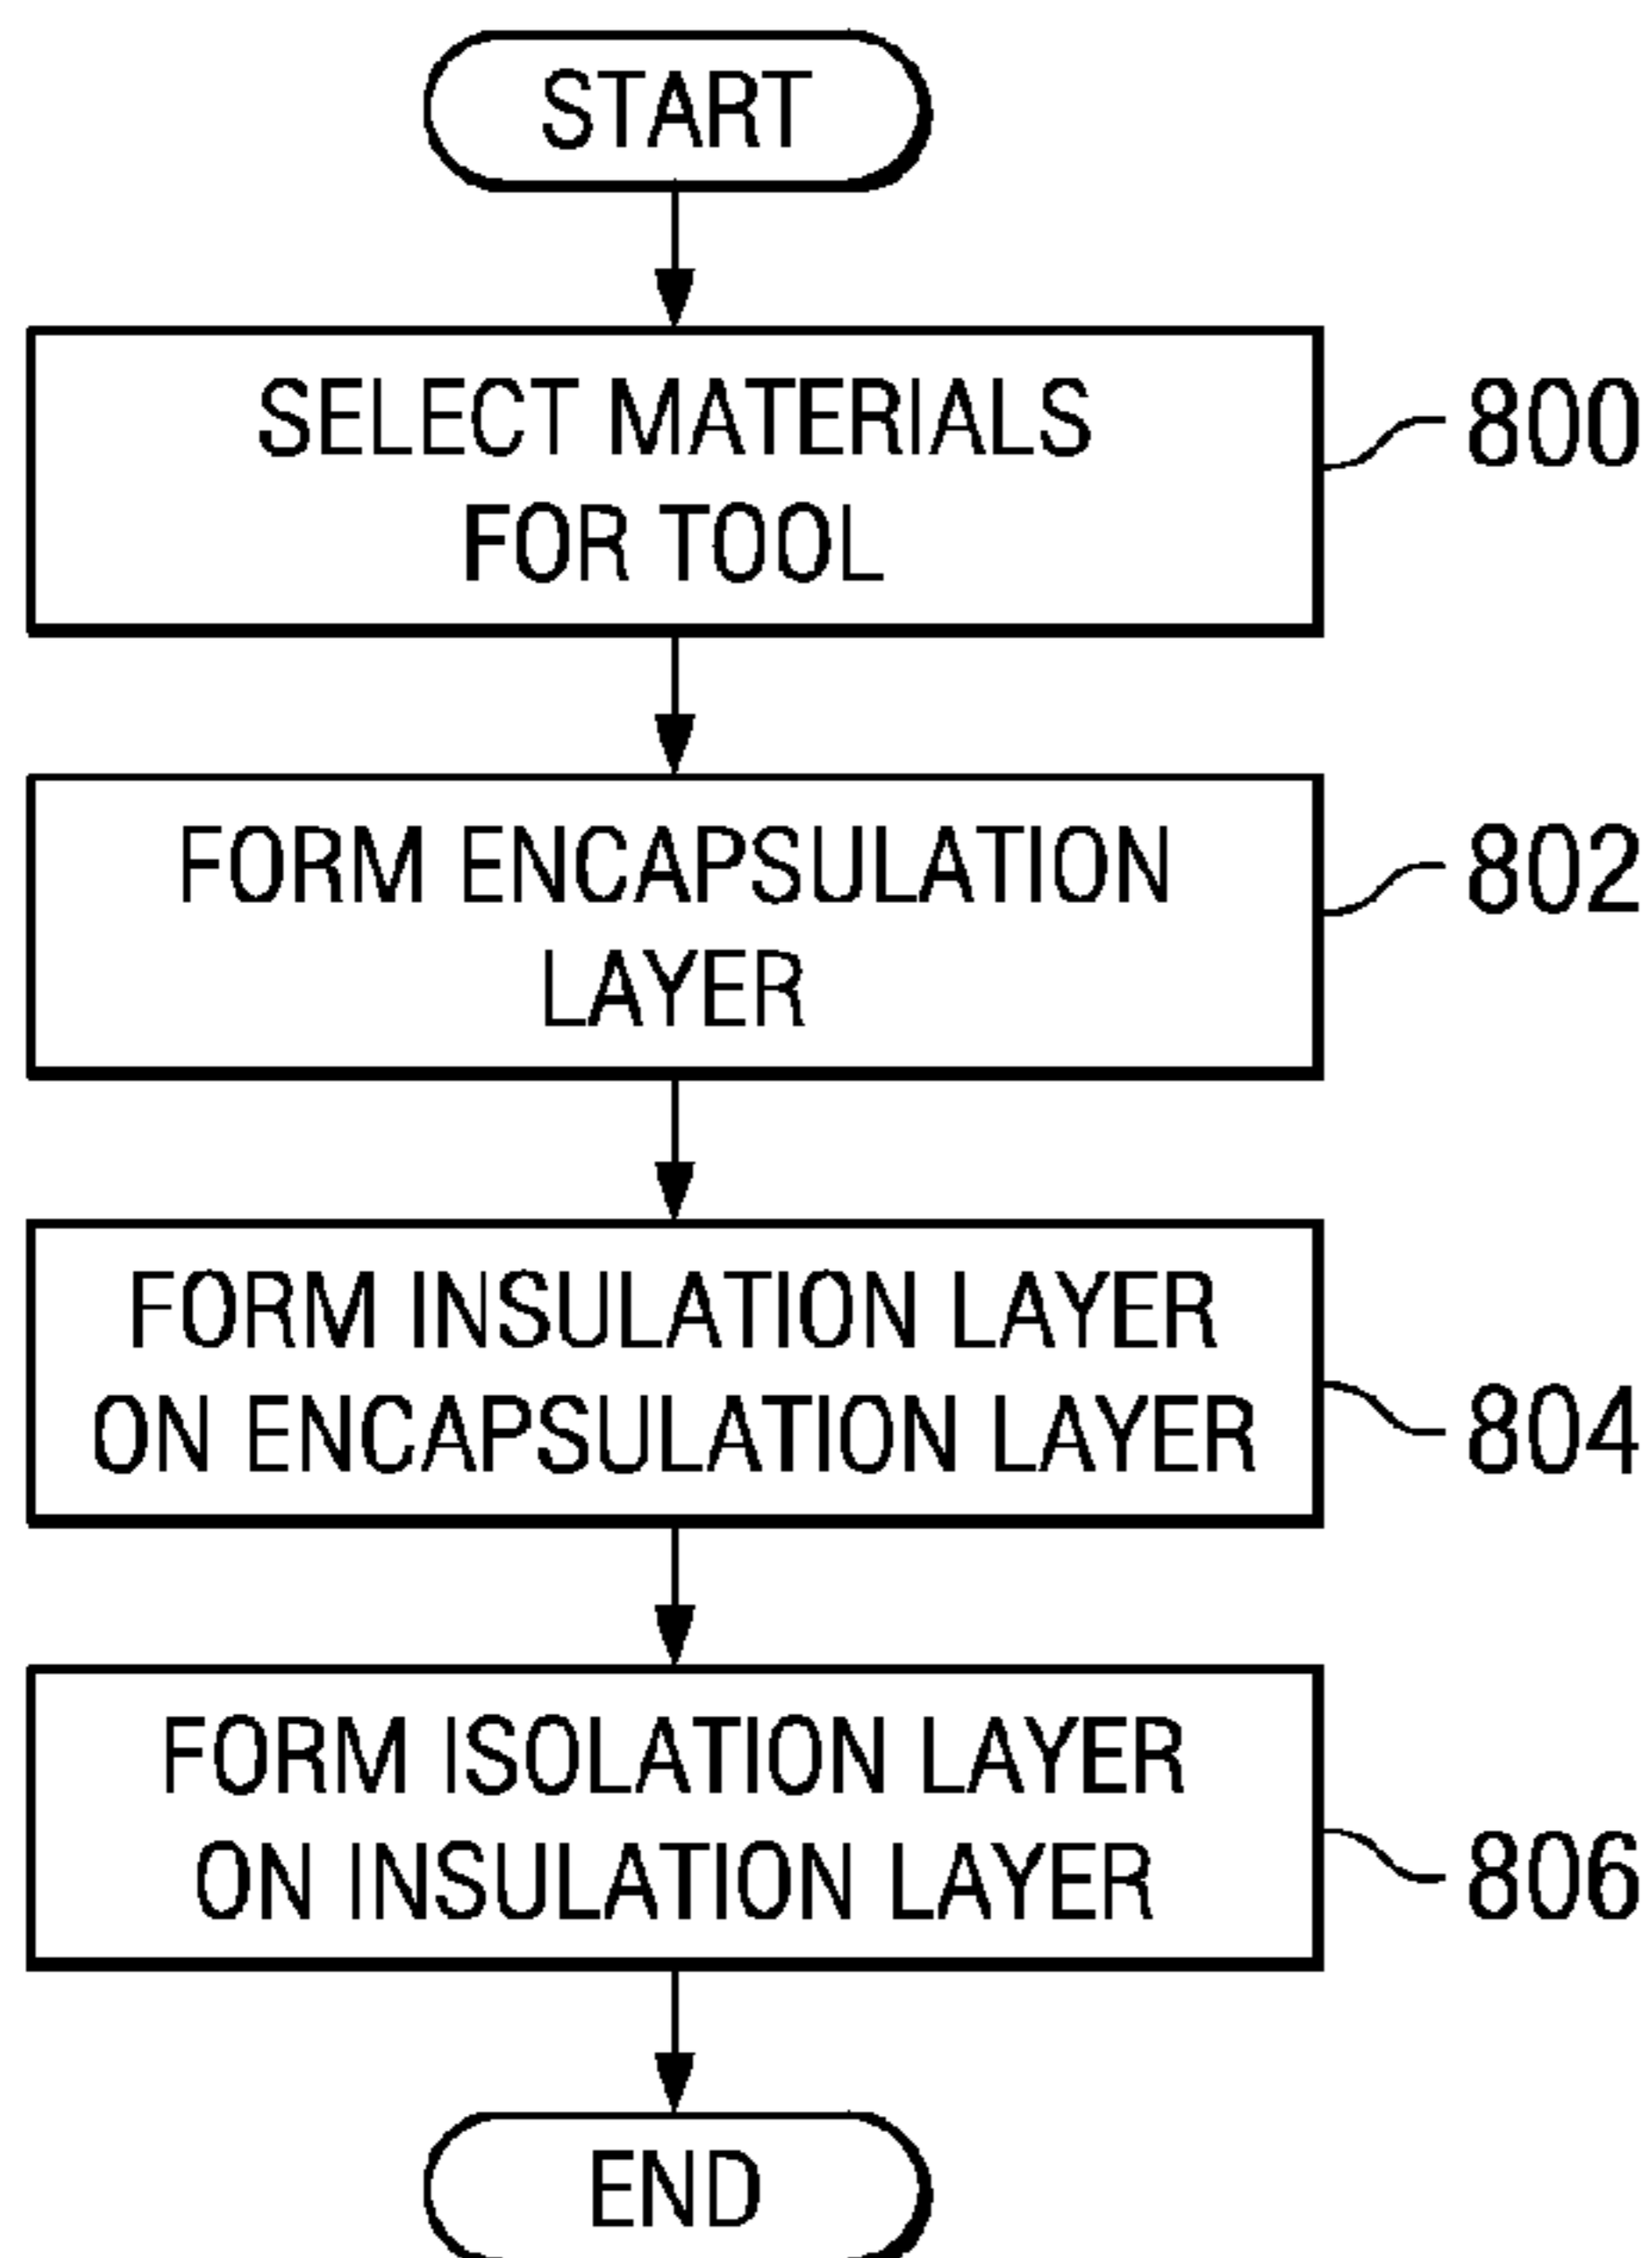 START
SELECT MATERIALS
FOR TOOL
800
FORM ENCAPSULATION
LAYER
802
FORM INSULATION LAYER
ON ENCAPSULATION LAYER
804
FORM ISOLATION LAYER
ON INSULATION LAYER
806
END